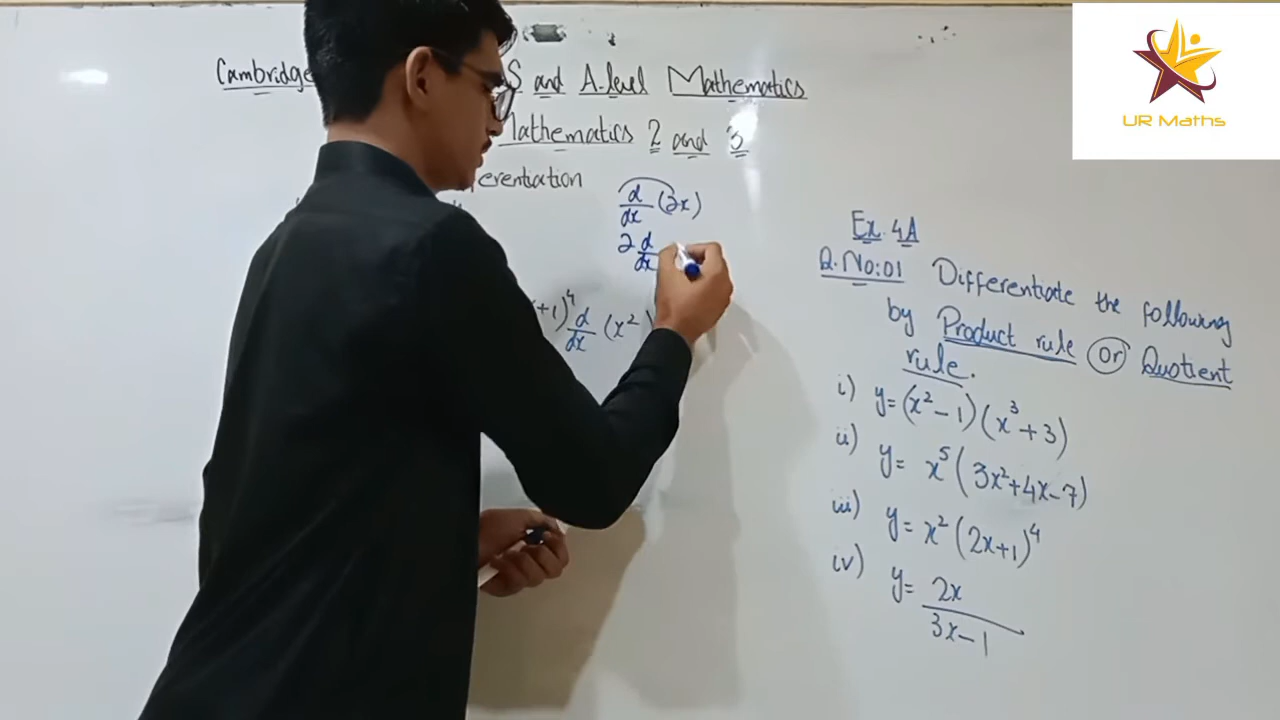 Cambridge S and A.level Mathematics
Mathematics 2 and 3
erentiation
d/dx (2x)
2 d/dx
+1)⁴ d/dx (x²)
Ex. 4A
Q.No:01 Differentiate the following
by Product rule or Quotient
rule.
i) y=(x²-1)(x³+3)
ii) y= x⁵(3x²+4x-7)
iii) y= x²(2x+1)⁴
iv) y= 2x
3x-1
UR Maths